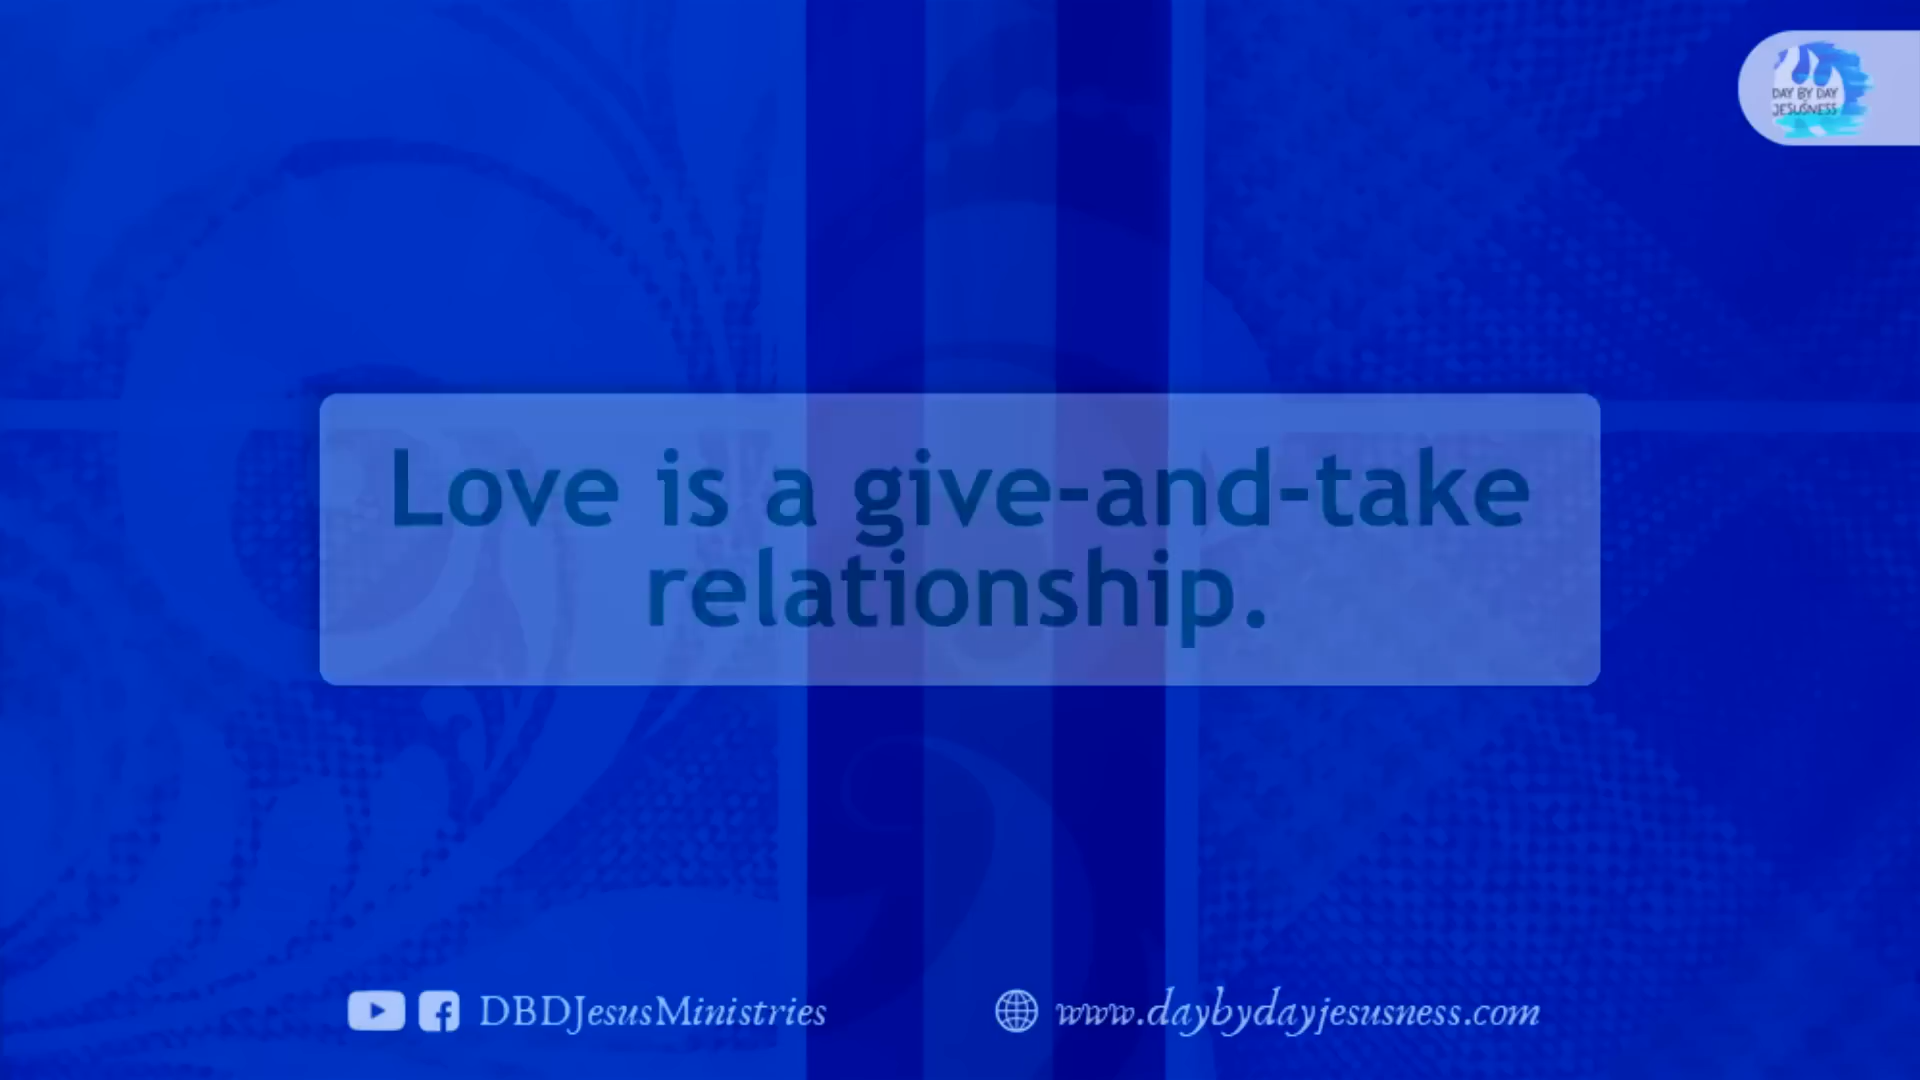 DAY BY DAY
JESUSNESS
Love is a give-and-take
relationship.
DBDJesusMinistries
www.daybydayjesusness.com